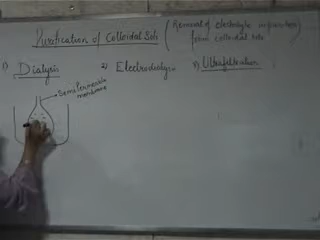 Purification of Colloidal Sols (Removal of electrolyte impurities
from colloidal sols
1) Dialysis 2) Electrodialysis 3) Ultrafiltration
Semi Permeable
membrane